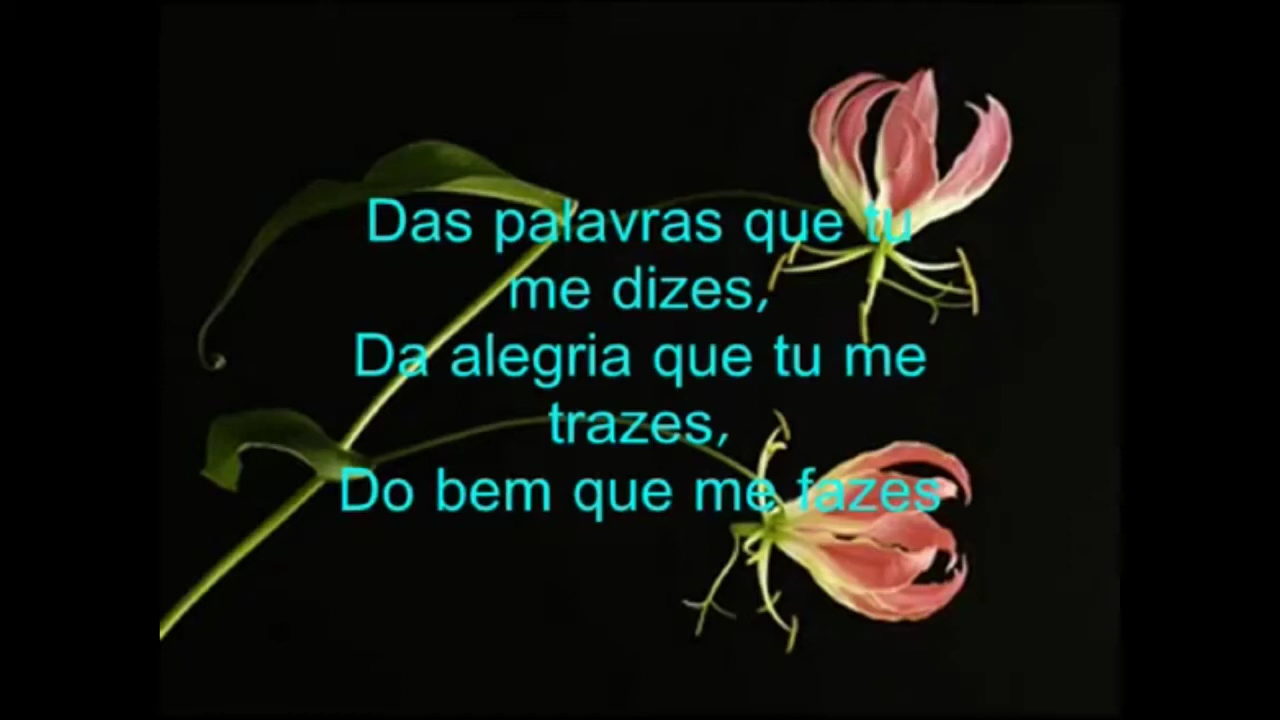 Das palavras que tu
me dizes,
Da alegria que tu me
trazes,
Do bem que me fazes